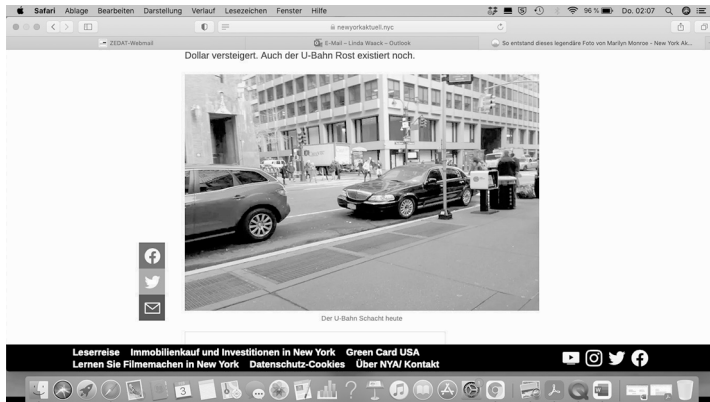 Safari Ablage Bearbeiten Darstellung Verlauf Lesezeichen Fenster Hilfe 96 % Do. 02:07
newyorkaktuell.nyc
ZEDAT-Webmail E-Mail – Linda Waack – Outlook So entstand dieses legendäre Foto von Marilyn Monroe - New York Ak...
Dollar versteigert. Auch der U-Bahn Rost existiert noch.
Der U-Bahn Schacht heute
Leserreise Immobilienkauf und Investitionen in New York Green Card USA
Lernen Sie Filmemachen in New York Datenschutz-Cookies Über NYA/ Kontakt
3